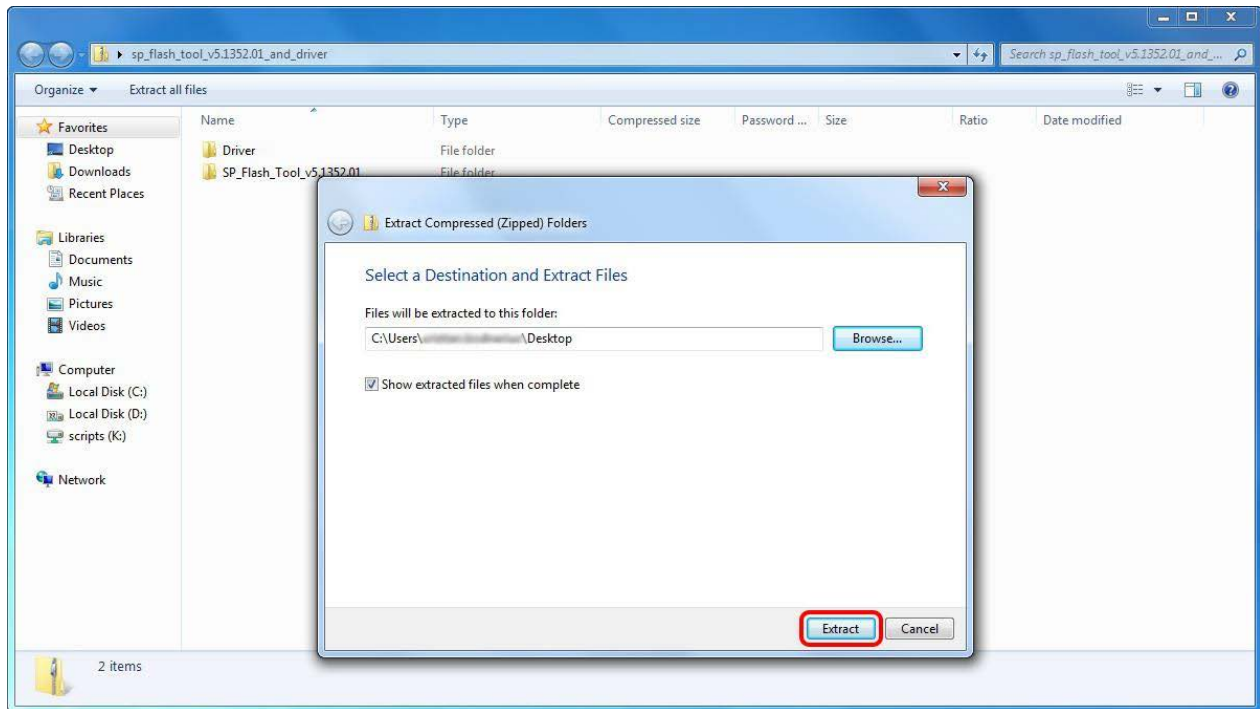 sp_flash_tool_v5.1352.01_and_driver
Search sp_flash_tool_v5.1352.01_and_...
Organize Extract all files
Name Type Compressed size Password ... Size Ratio Date modified
Favorites
Desktop
Downloads
Recent Places
Libraries
Documents
Music
Pictures
Videos
Computer
Local Disk (C:)
Local Disk (D:)
scripts (K:)
Network
Driver File folder
SP_Flash_Tool_v5.1352.01 File folder
Extract Compressed (Zipped) Folders
Select a Destination and Extract Files
Files will be extracted to this folder:
C:\Users\ \Desktop Browse...
Show extracted files when complete
Extract Cancel
2 items